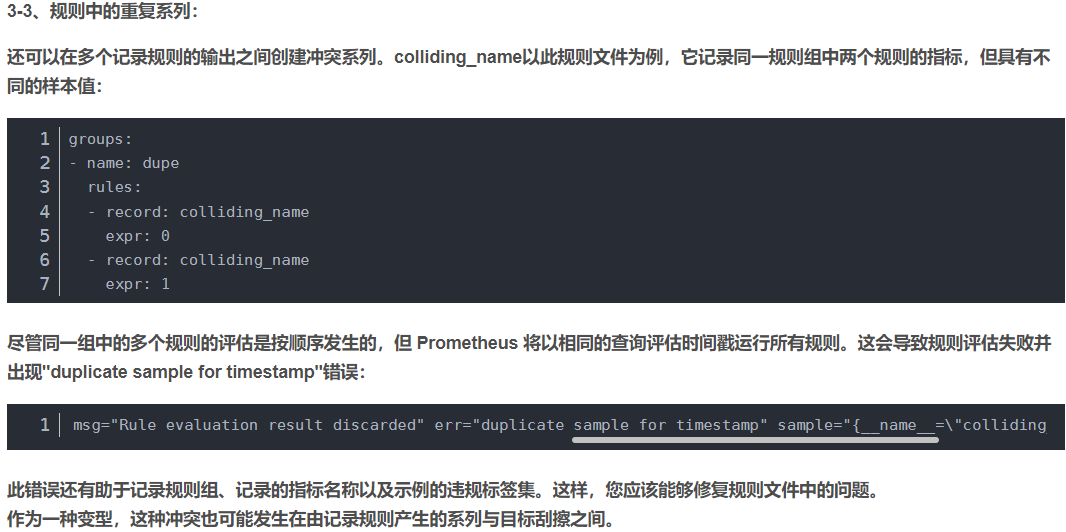 3-3、规则中的重复系列：
还可以在多个记录规则的输出之间创建冲突系列。colliding_name以此规则文件为例，它记录同一规则组中两个规则的指标，但具有不
同的样本值：
1 groups:
2 - name: dupe
3   rules:
4   - record: colliding_name
5     expr: 0
6   - record: colliding_name
7     expr: 1
尽管同一组中的多个规则的评估是按顺序发生的，但 Prometheus 将以相同的查询评估时间戳运行所有规则。这会导致规则评估失败并
出现"duplicate sample for timestamp"错误：
1 msg="Rule evaluation result discarded" err="duplicate sample for timestamp" sample="{__name__=\"colliding
此错误还有助于记录规则组、记录的指标名称以及示例的违规标签集。这样，您应该能够修复规则文件中的问题。
作为一种变型，这种冲突也可能发生在由记录规则产生的系列与目标刮擦之间。